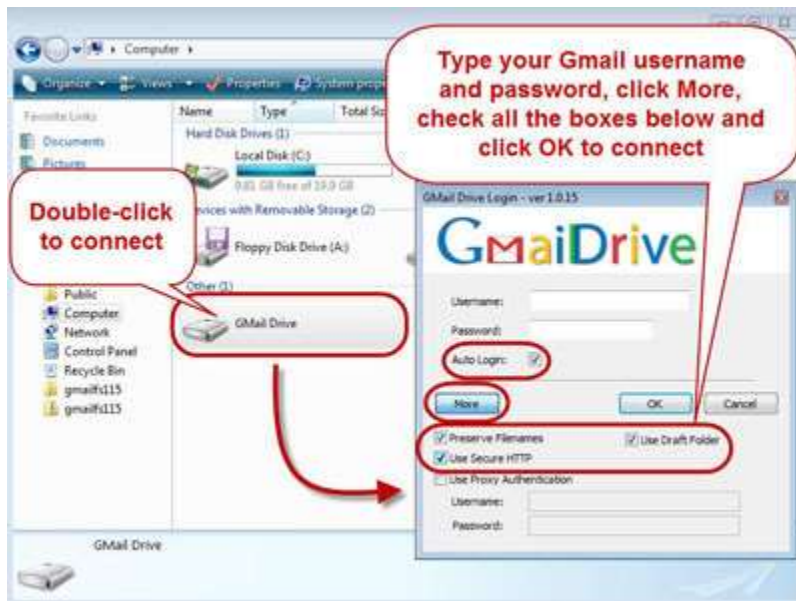 Computer
Organize Views Properties System prope
Type your Gmail username
and password, click More,
check all the boxes below and
click OK to connect
Favorite Links
Documents
Pictures
Name Type Total Siz
Hard Disk Drives (1)
Local Disk (C:)
0.81 GB free of 19.9 GB
Devices with Removable Storage (2)
Floppy Disk Drive (A:)
Other (1)
GMail Drive
Double-click
to connect
Public
Computer
Network
Control Panel
Recycle Bin
gmailfs115
gmailfs115
GMail Drive Login - ver 1.0.15
GMaiDrive
Username:
Password:
Auto Login:
More OK Cancel
Preserve Filenames Use Draft Folder
Use Secure HTTP
Use Proxy Authentication
Username:
Password:
GMail Drive